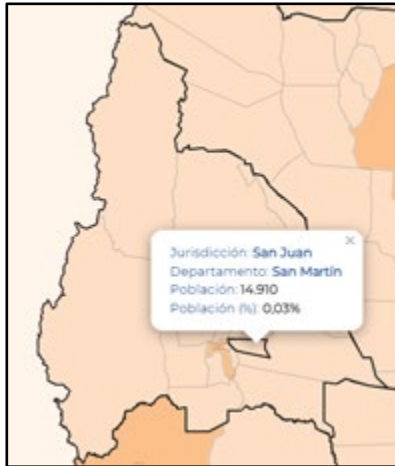 Jurisdicción: San Juan
Departamento: San Martín
Población: 14.910
Población (%): 0,03%